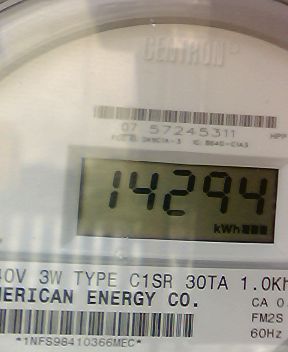 CENTRON
07 57245311
14294
kWh
40V 3W TYPE C1SR 30TA 1.0Kh
MERICAN ENERGY CO.
CA 0.
FM2S
60Hz
*1NFS98410366MEC*